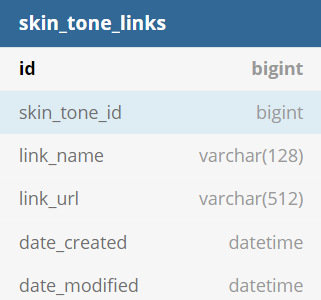 skin_tone_links
id bigint
skin_tone_id bigint
link_name varchar(128)
link_url varchar(512)
date_created datetime
date_modified datetime